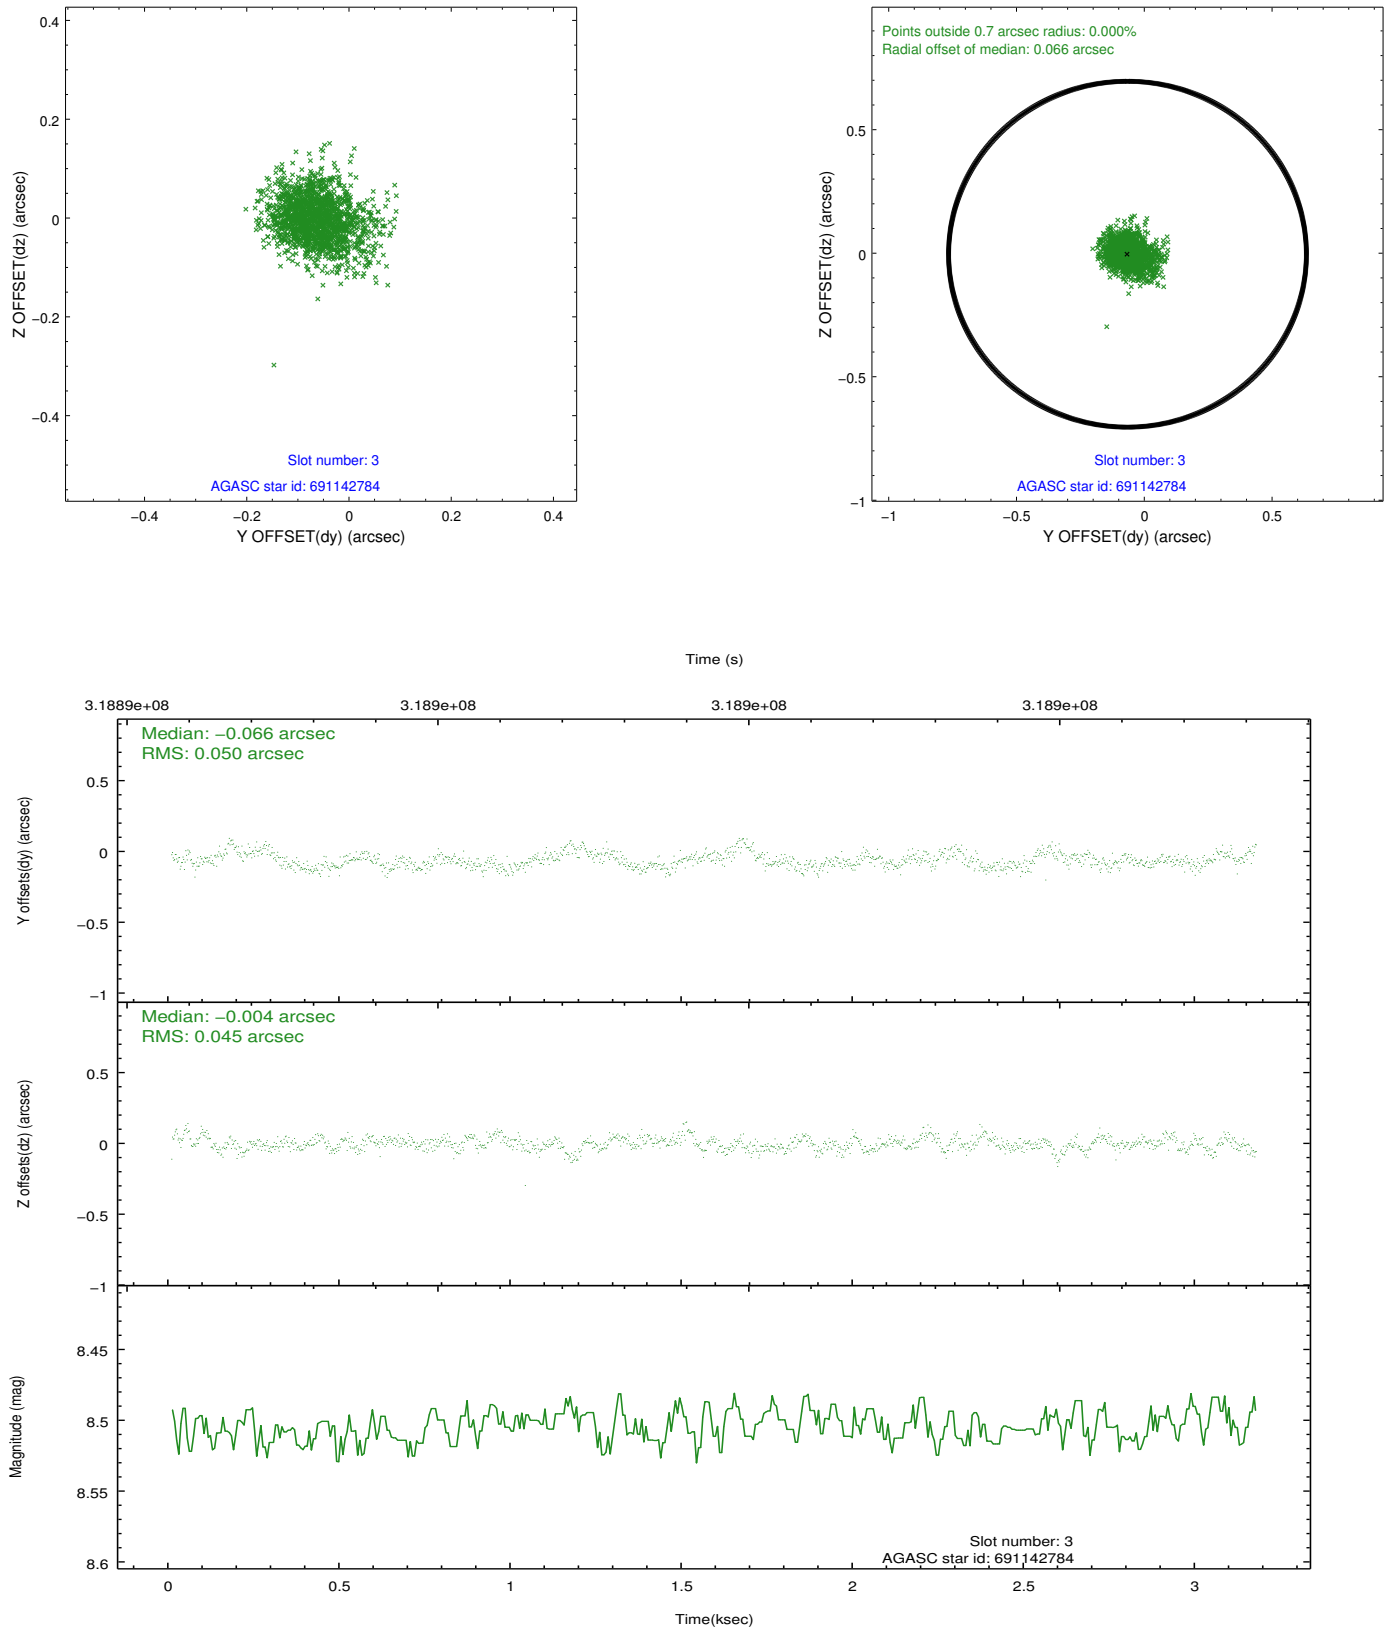 0.4
0.2
0
−0.2
−0.4
Z OFFSET(dz) (arcsec)
Slot number: 3
AGASC star id: 691142784
−0.4 −0.2 0 0.2 0.4
Y OFFSET(dy) (arcsec)
Points outside 0.7 arcsec radius: 0.000%
Radial offset of median: 0.066 arcsec
0.5
0
−0.5
−1
Z OFFSET(dz) (arcsec)
Slot number: 3
AGASC star id: 691142784
−1 −0.5 0 0.5
Y OFFSET(dy) (arcsec)
Time (s)
3.1889e+08 3.189e+08 3.189e+08 3.189e+08
Median: −0.066 arcsec
RMS: 0.050 arcsec
0.5
0
−0.5
−1
Y offsets(dy) (arcsec)
Median: −0.004 arcsec
RMS: 0.045 arcsec
0.5
0
−0.5
−1
Z offsets(dz) (arcsec)
8.45
8.5
8.55
8.6
Magnitude (mag)
Slot number: 3
AGASC star id: 691142784
0 0.5 1 1.5 2 2.5 3
Time(ksec)